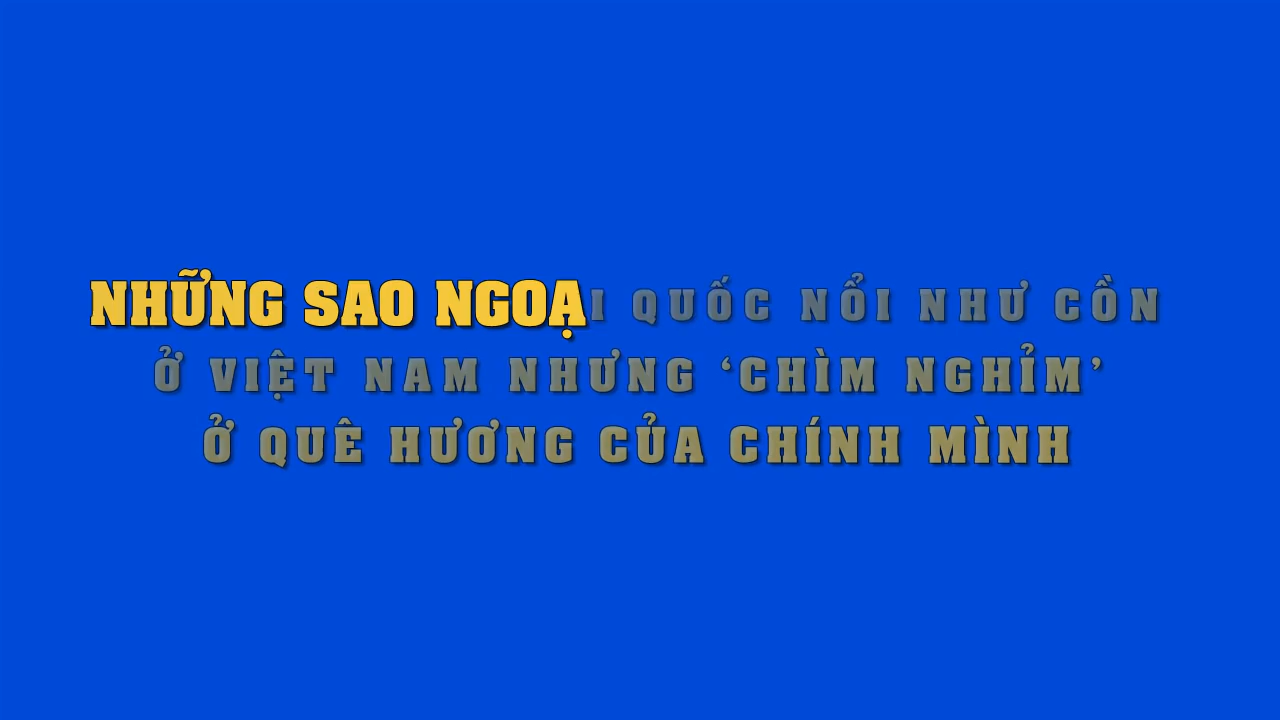 NHỮNG SAO NGOẠI QUỐC NỔI NHƯ CỒN
Ở VIỆT NAM NHƯNG ‘CHÌM NGHỈM’
Ở QUÊ HƯƠNG CỦA CHÍNH MÌNH